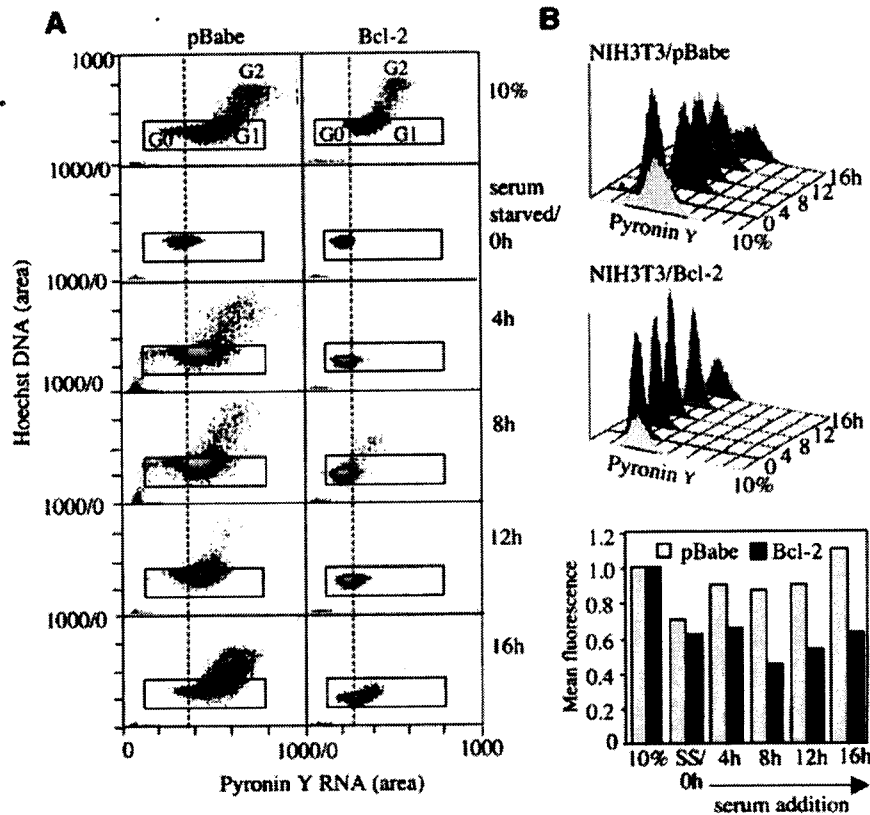 A
pBabe
Bcl-2
1000
G2
G2
10%
G0
G1
G0
G1
1000/0
serum
starved/
0h
1000/0
4h
1000/0
8h
1000/0
12h
1000/0
16h
0
1000/0
1000
Hoechst DNA (area)
Pyronin Y RNA (area)
B
NIH3T3/pBabe
Pyronin Y
10%
0
4
8
12
16h
NIH3T3/Bcl-2
Pyronin Y
10%
0
4
8
12
16h
1.2
1.0
0.8
0.6
0.4
0.2
0
Mean fluorescence
pBabe
Bcl-2
10% SS/ 4h 8h 12h 16h
0h
serum addition